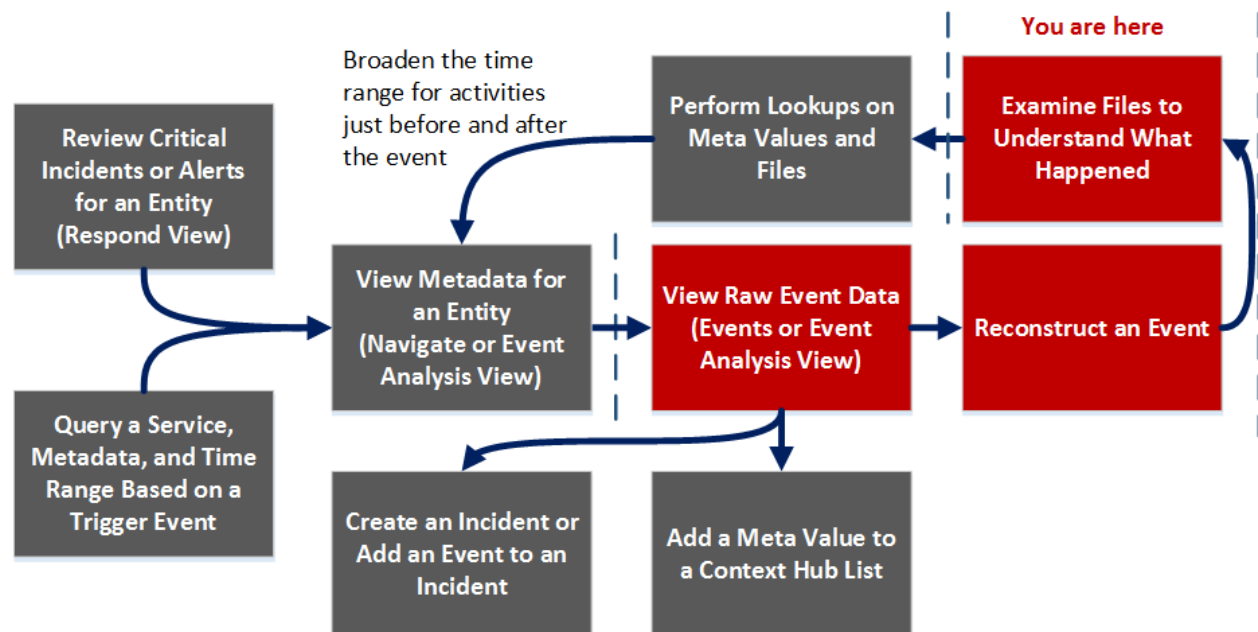 You are here
Broaden the time
range for activities
just before and after
the event
Review Critical
Incidents or Alerts
for an Entity
(Respond View)
Perform Lookups on
Meta Values and
Files
Examine Files to
Understand What
Happened
View Metadata for
an Entity
(Navigate or Event
Analysis View)
View Raw Event Data
(Events or Event
Analysis View)
Reconstruct an Event
Query a Service,
Metadata, and Time
Range Based on a
Trigger Event
Create an Incident or
Add an Event to an
Incident
Add a Meta Value to
a Context Hub List